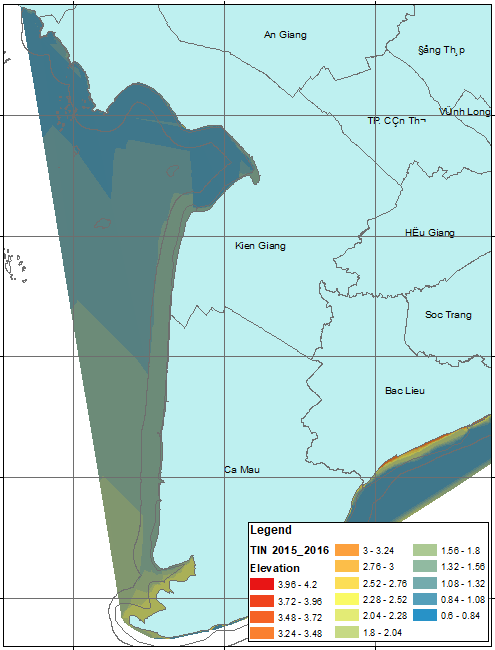 An Giang
§ång Th¸p
VÜnh Long
TP. CÇn Th¬
HËu Giang
Kien Giang
Soc Trang
Bac Lieu
Ca Mau
Legend
TIN 2015_2016
Elevation
3.96 - 4.2
3.72 - 3.96
3.48 - 3.72
3.24 - 3.48
3 - 3.24
2.76 - 3
2.52 - 2.76
2.28 - 2.52
2.04 - 2.28
1.8 - 2.04
1.56 - 1.8
1.32 - 1.56
1.08 - 1.32
0.84 - 1.08
0.6 - 0.84